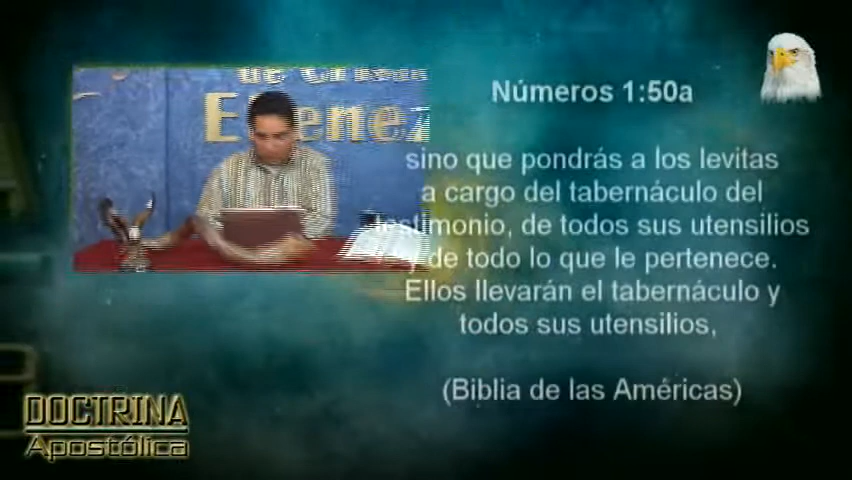 Números 1:50a
sino que pondrás a los levitas
a cargo del tabernáculo del
testimonio, de todos sus utensilios
y de todo lo que le pertenece.
Ellos llevarán el tabernáculo y
todos sus utensilios,
(Biblia de las Américas)
DOCTRINA
Apostólica